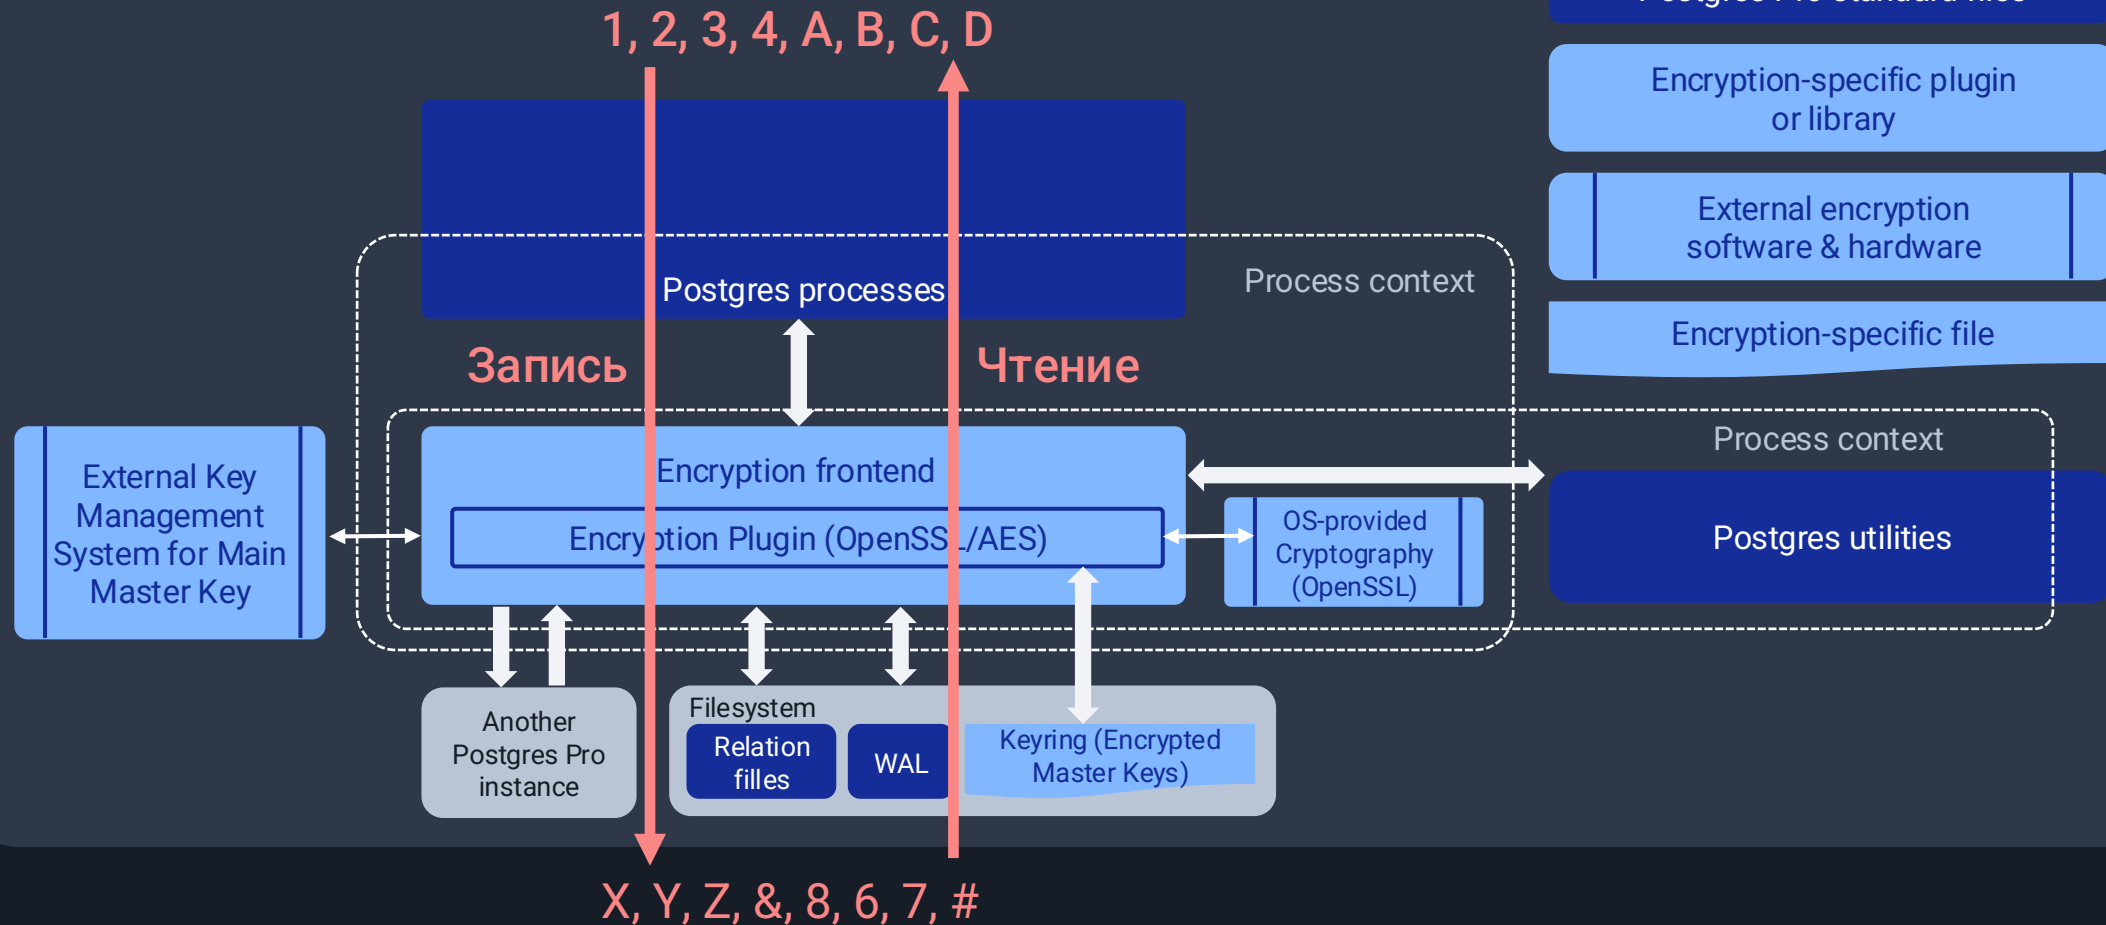 1, 2, 3, 4, A, B, C, D
Encryption-specific plugin
or library
External encryption
software & hardware
Encryption-specific file
Process context
Postgres processes
Запись
Чтение
Process context
External Key
Management
System for Main
Master Key
Encryption frontend
Encryption Plugin (OpenSSL/AES)
OS-provided
Cryptography
(OpenSSL)
Postgres utilities
Another
Postgres Pro
instance
Filesystem
Relation
filles
WAL
Keyring (Encrypted
Master Keys)
X, Y, Z, &, 8, 6, 7, #